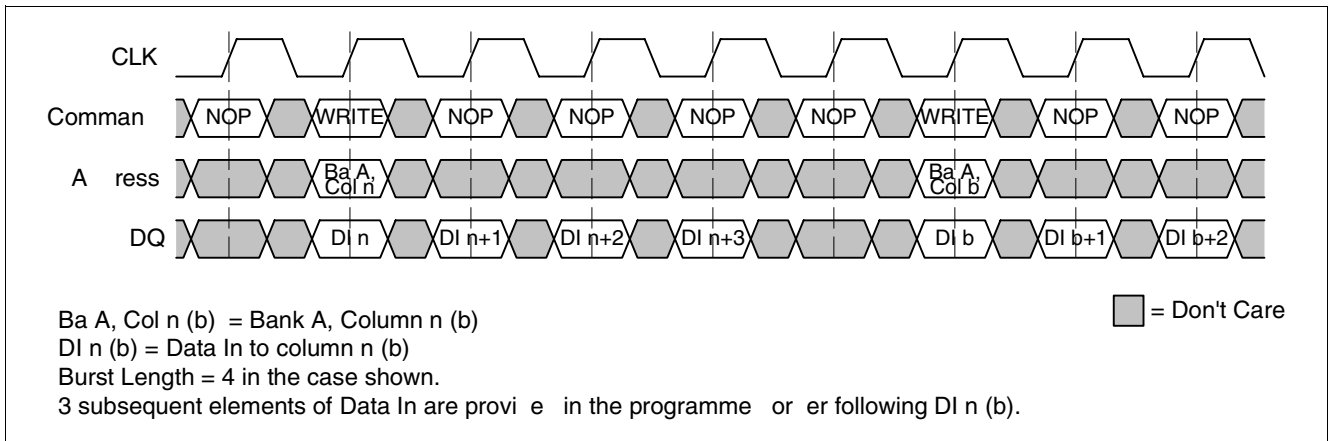 CLK
Comman NOP WRITE NOP NOP NOP NOP WRITE NOP NOP
A ress Ba A, Col n Ba A, Col b
DQ DI n DI n+1 DI n+2 DI n+3 DI b DI b+1 DI b+2
Ba A, Col n (b) = Bank A, Column n (b)
= Don't Care
DI n (b) = Data In to column n (b)
Burst Length = 4 in the case shown.
3 subsequent elements of Data In are provi e in the programme or er following DI n (b).